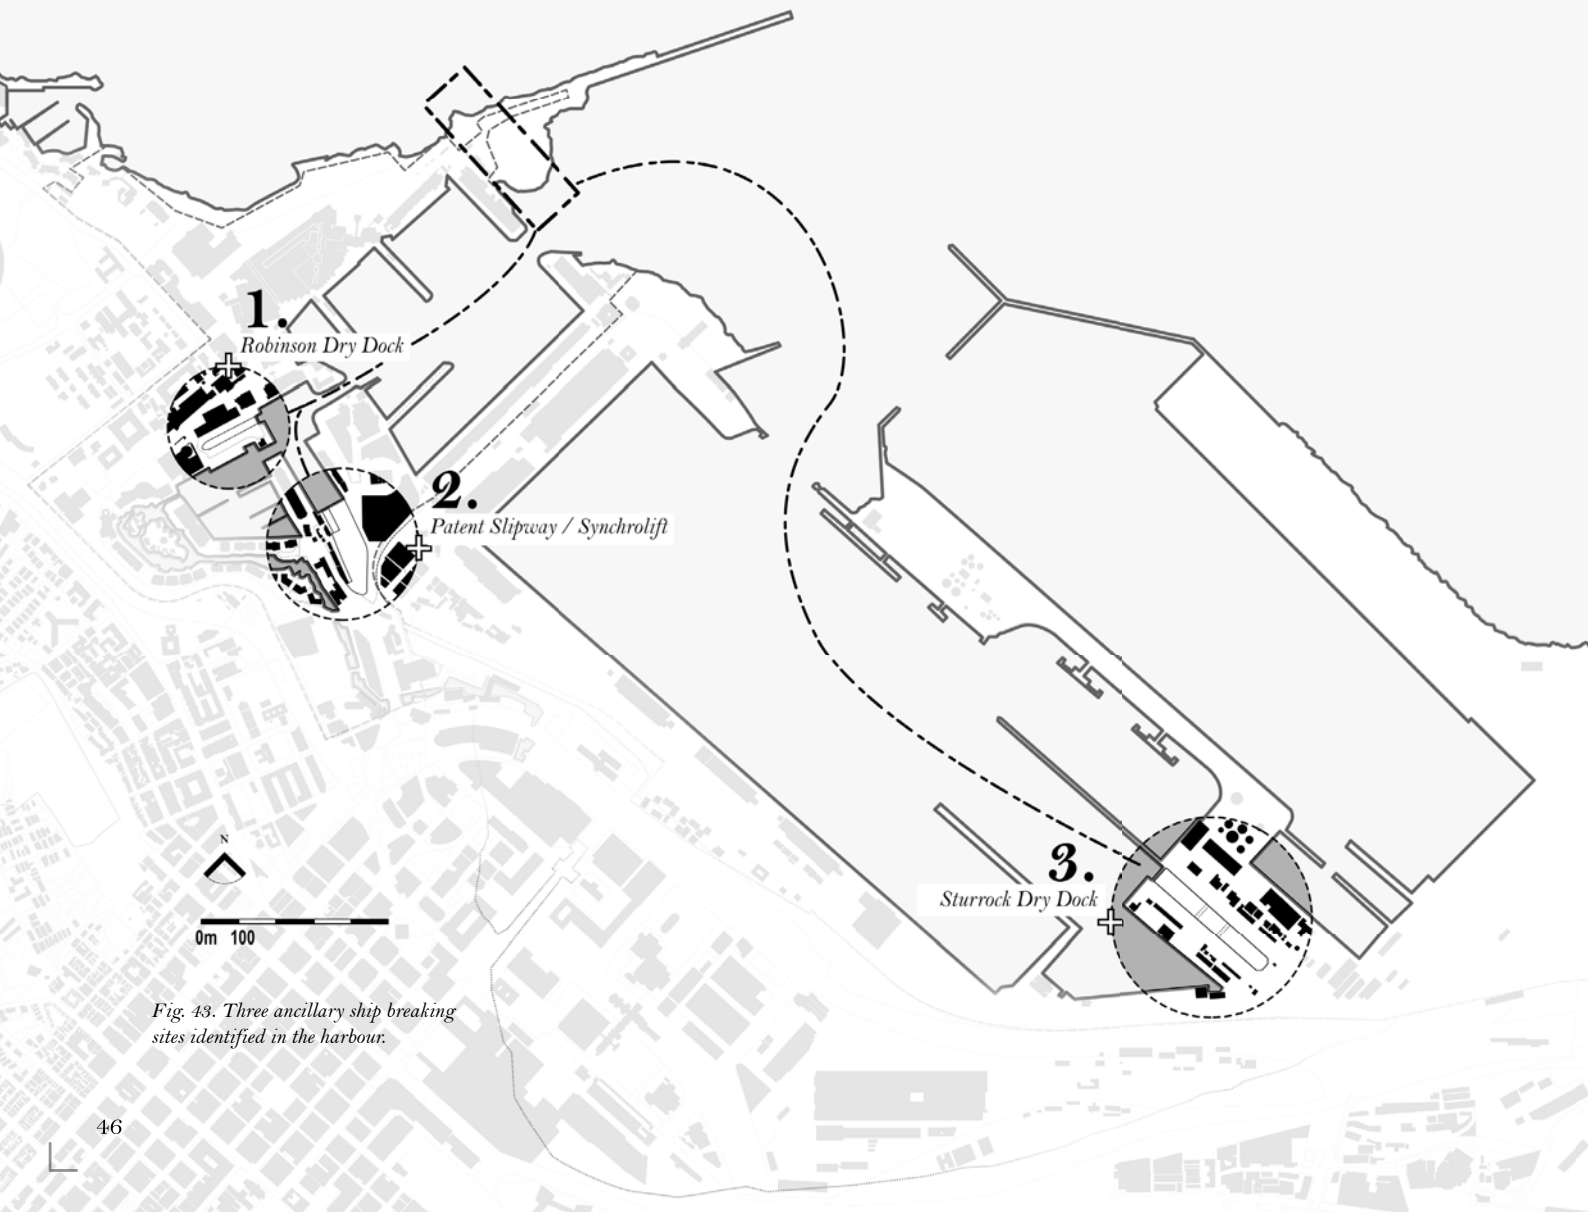 1.
Robinson Dry Dock
2.
Patent Slipway / Synchrolift
3.
Sturrock Dry Dock
N
0m 100
Fig. 43. Three ancillary ship breaking
sites identified in the harbour.
46